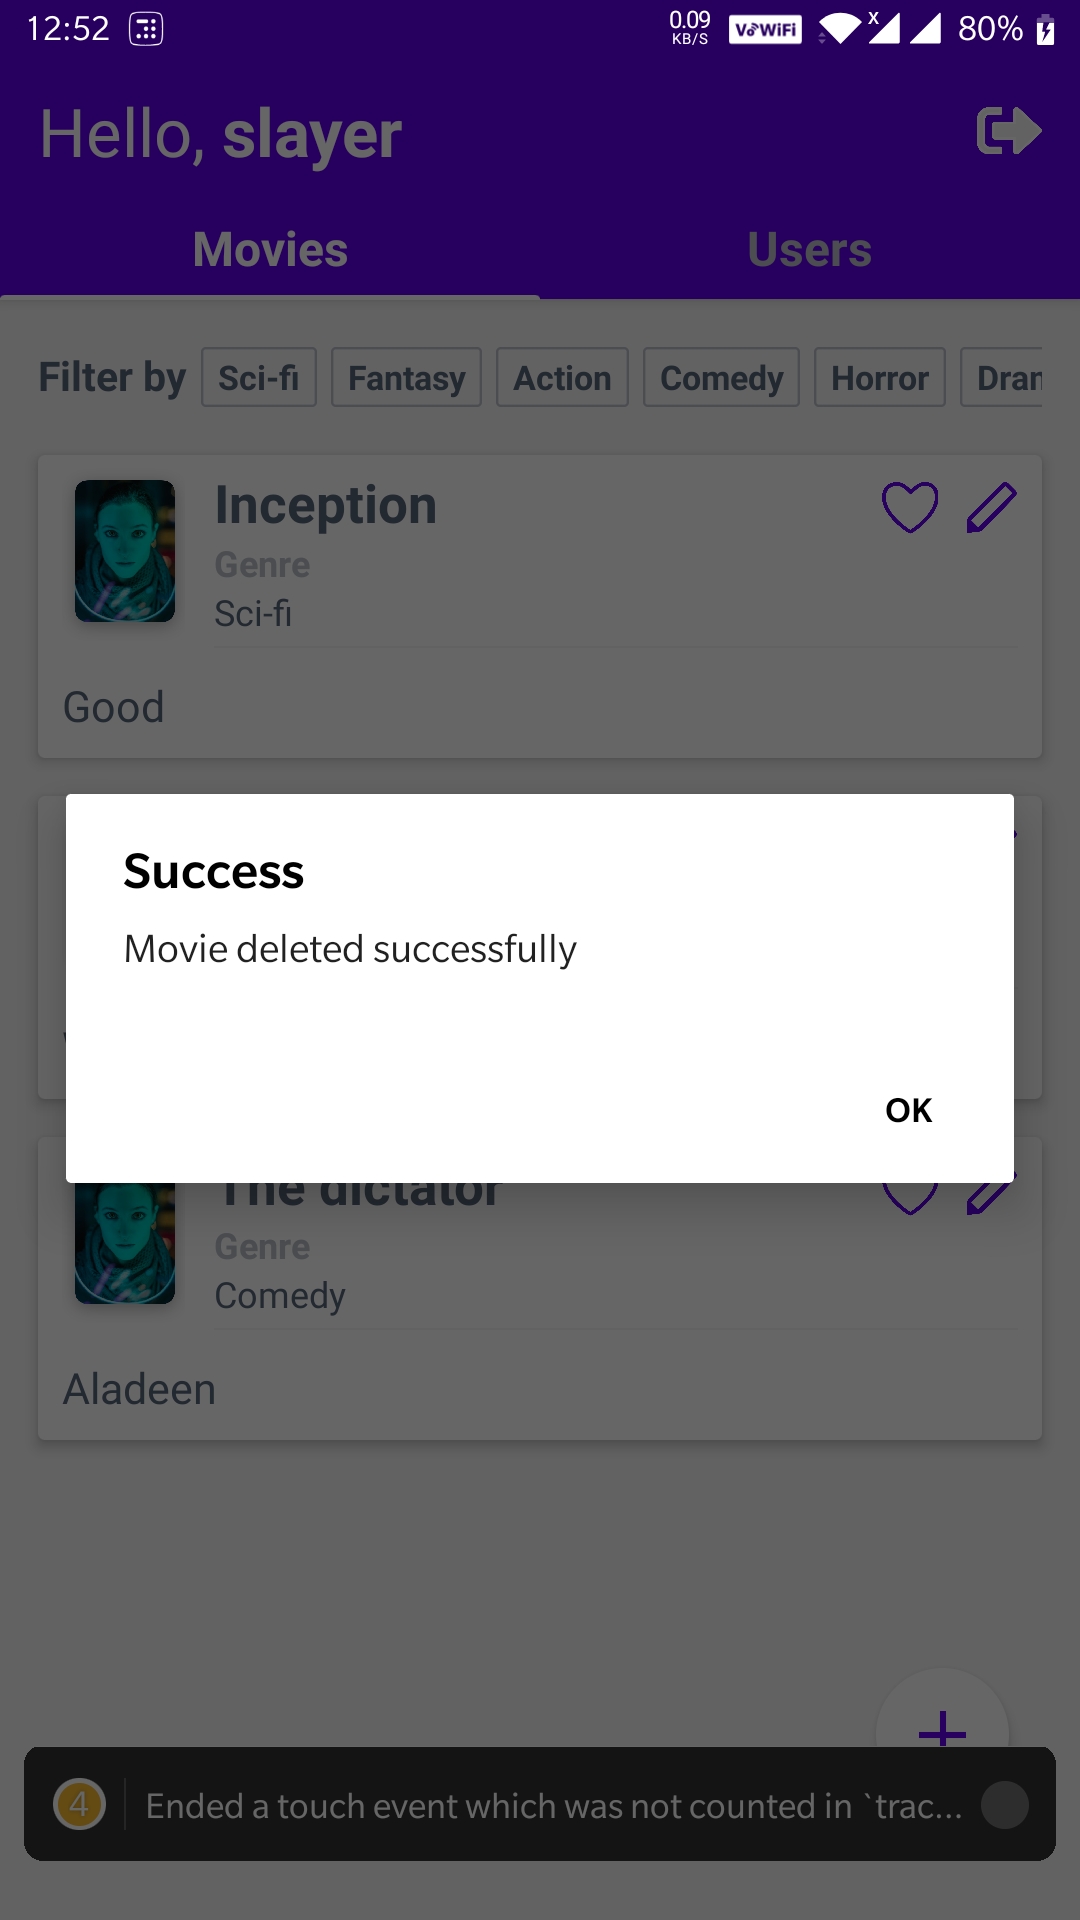 12:52
0.09
KB/S
VoWiFi
X
80%
Hello, slayer
Movies
Users
Filter by
Sci-fi
Fantasy
Action
Comedy
Horror
Inception
Genre
Sci-fi
Good
Success
Movie deleted successfully
OK
The dictator
Genre
Comedy
Aladeen
4
Ended a touch event which was not counted in `trac...